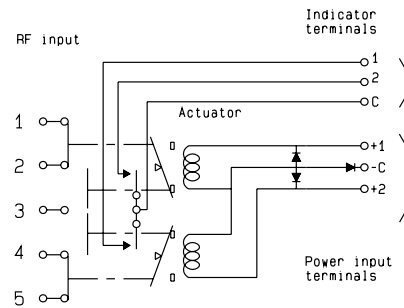 Indicator
terminals
RF input
1
2
C
Actuator
1
2
3
4
5
+1
-C
+2
Power input
terminals